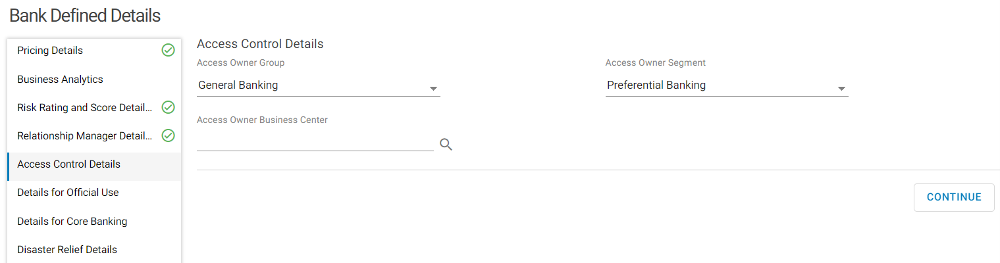 Bank Defined Details
Pricing Details
Business Analytics
Risk Rating and Score Detail...
Relationship Manager Detail...
Access Control Details
Details for Official Use
Details for Core Banking
Disaster Relief Details
Access Control Details
Access Owner Group
General Banking
Access Owner Segment
Preferential Banking
Access Owner Business Center
CONTINUE